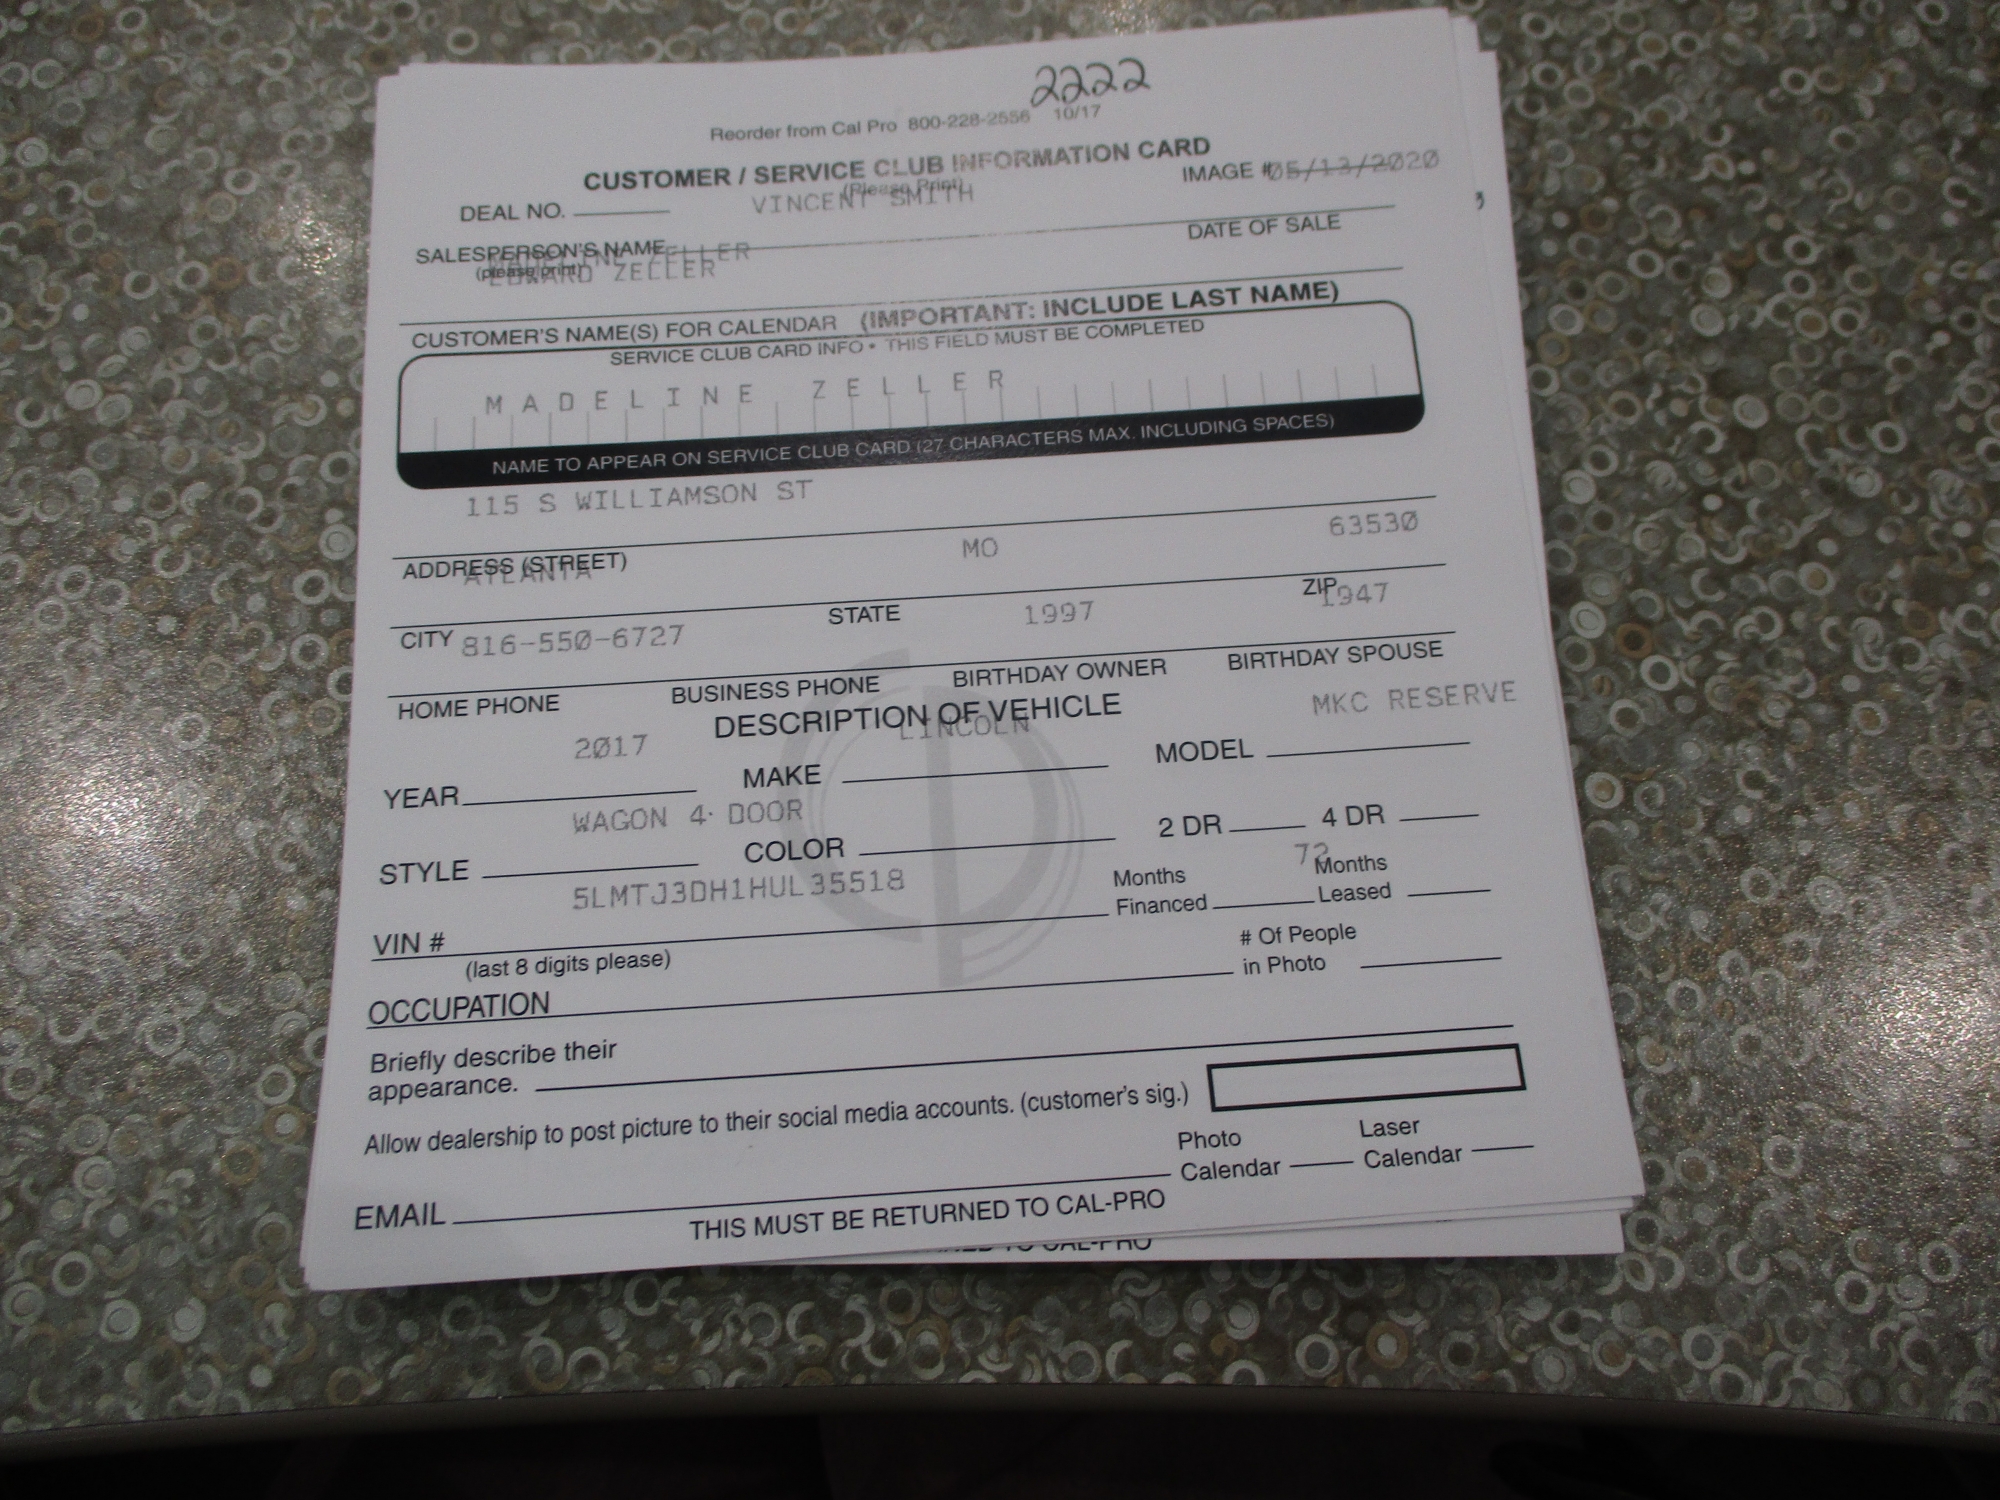 2222
Reorder from Cal Pro 800-228-2556 10/17
CUSTOMER / SERVICE CLUB INFORMATION CARD
(Please Print)
IMAGE # 05/13/2020
DEAL NO. VINCENT SMITH
SALESPERSON'S NAME DATE OF SALE
(please print)
MADELINE ZELLER
EDWARD ZELLER
CUSTOMER'S NAME(S) FOR CALENDAR (IMPORTANT: INCLUDE LAST NAME)
SERVICE CLUB CARD INFO • THIS FIELD MUST BE COMPLETED
MADELINE ZELLER
NAME TO APPEAR ON SERVICE CLUB CARD (27 CHARACTERS MAX. INCLUDING SPACES)
115 S WILLIAMSON ST
ADDRESS (STREET)
ATLANTA MO 63530
CITY STATE ZIP
816-550-6727 1997 1947
HOME PHONE BUSINESS PHONE BIRTHDAY OWNER BIRTHDAY SPOUSE
DESCRIPTION OF VEHICLE
2017 LINCOLN MKC RESERVE
YEAR MAKE MODEL
WAGON 4 DOOR
STYLE COLOR 2 DR 4 DR
5LMTJ3DH1HUL35518 72
VIN # Months Financed Months Leased
(last 8 digits please)
OCCUPATION # Of People in Photo
Briefly describe their
appearance.
Allow dealership to post picture to their social media accounts. (customer's sig.)
EMAIL Photo Calendar Laser Calendar
THIS MUST BE RETURNED TO CAL-PRO